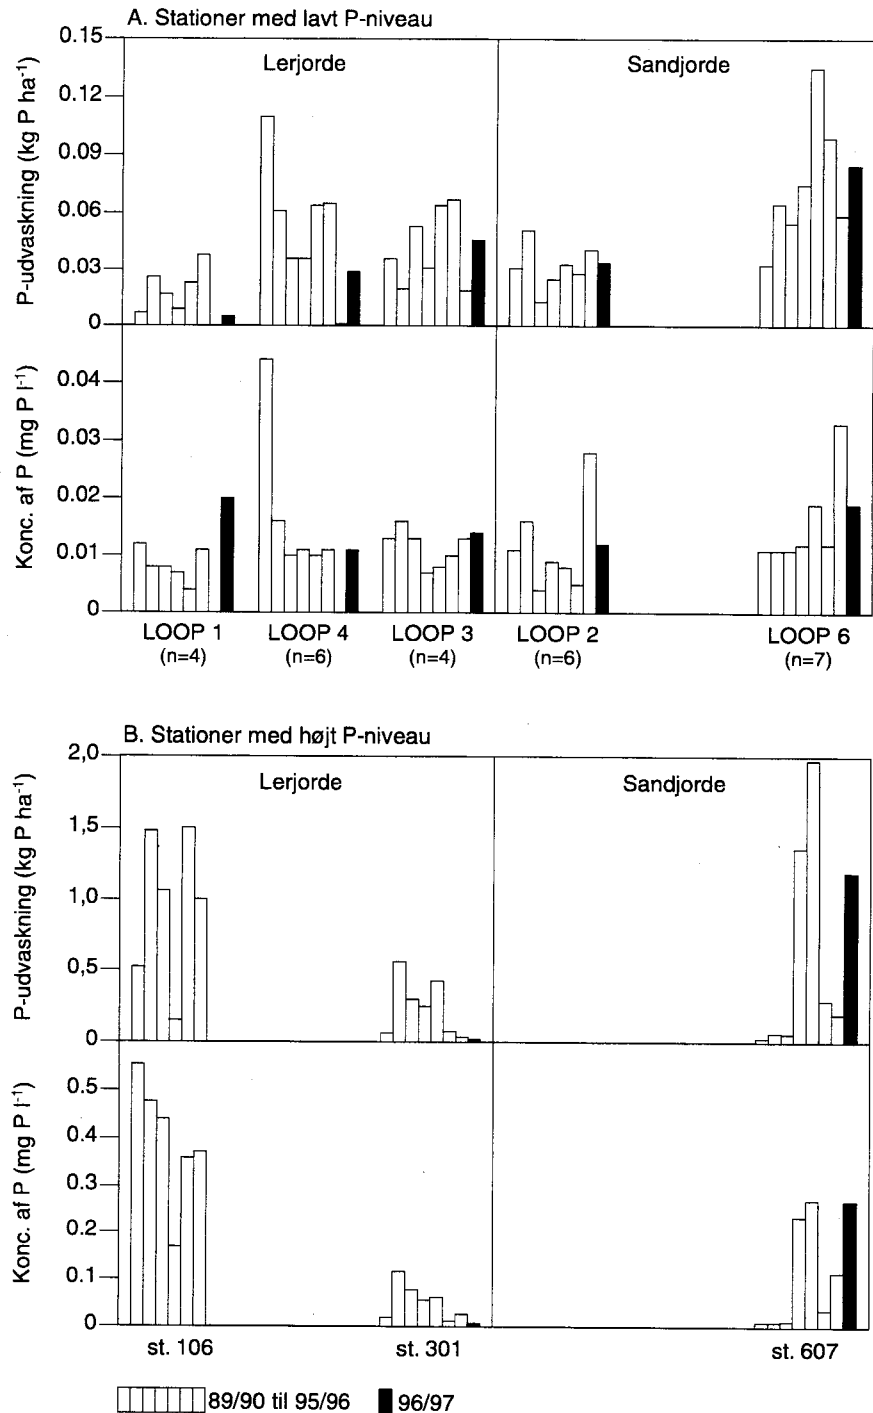 A. Stationer med lavt P-niveau
Lerjorde
Sandjorde
P-udvaskning (kg P ha⁻¹)
0.15
0.12
0.09
0.06
0.03
0
Konc. af P (mg P l⁻¹)
0.04
0.03
0.02
0.01
0
LOOP 1 LOOP 4 LOOP 3 LOOP 2 LOOP 6
(n=4) (n=6) (n=4) (n=6) (n=7)
B. Stationer med højt P-niveau
Lerjorde
Sandjorde
P-udvaskning (kg P ha⁻¹)
2,0
1,5
1,0
0,5
0
Konc. af P (mg P l⁻¹)
0.5
0.4
0.3
0.2
0.1
0
st. 106 st. 301 st. 607
89/90 til 95/96 96/97